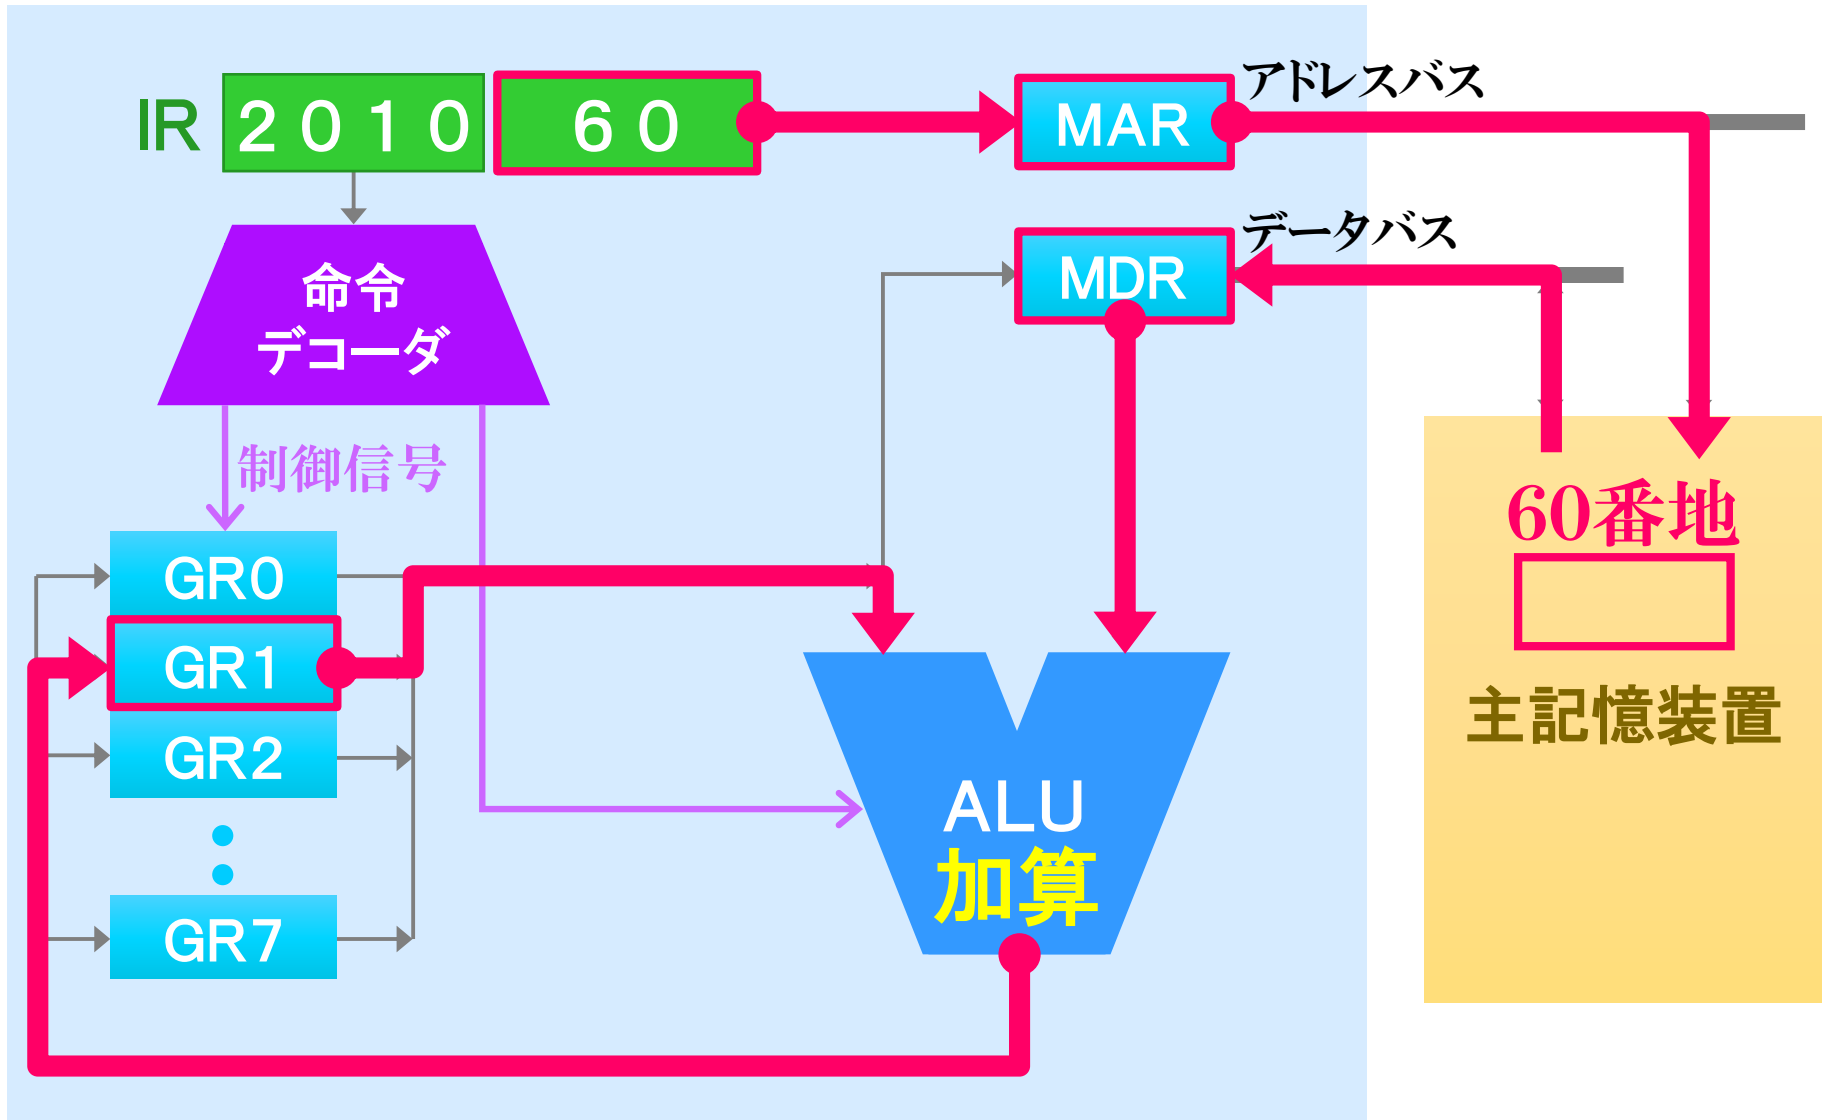 IR ２０１０ ６０ MAR アドレスバス
MDR データバス
命令
デコーダ
制御信号
60番地
GR0
GR1
GR2
GR7
主記憶装置
ALU
加算